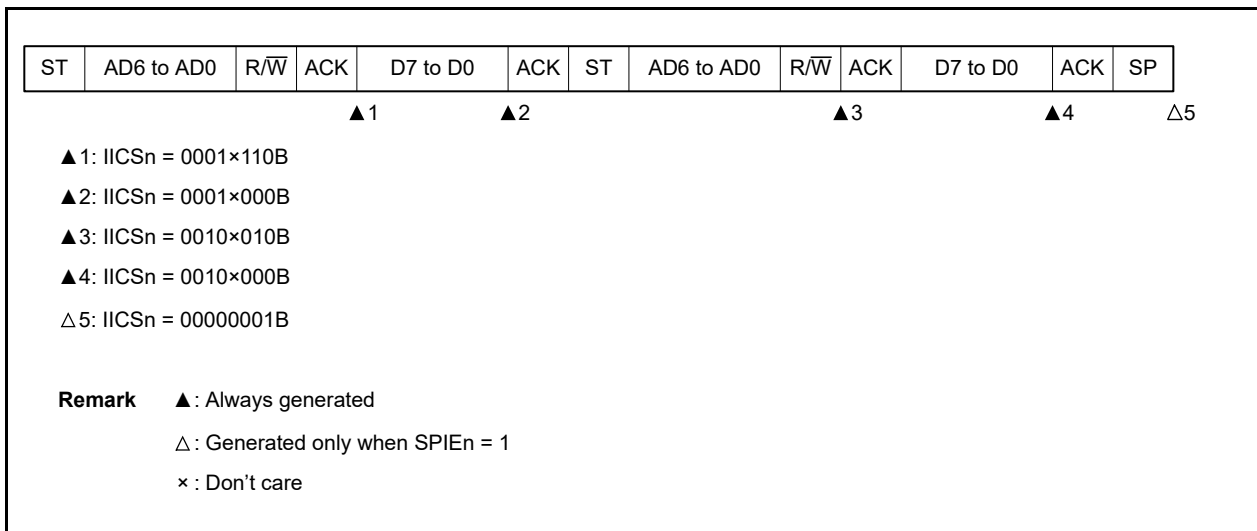 ST AD6 to AD0 R/W̅ ACK D7 to D0 ACK ST AD6 to AD0 R/W̅ ACK D7 to D0 ACK SP
▲1 ▲2 ▲3 ▲4 △5
▲1: IICSn = 0001×110B
▲2: IICSn = 0001×000B
▲3: IICSn = 0010×010B
▲4: IICSn = 0010×000B
△5: IICSn = 00000001B
Remark ▲: Always generated
△: Generated only when SPIEn = 1
×: Don’t care